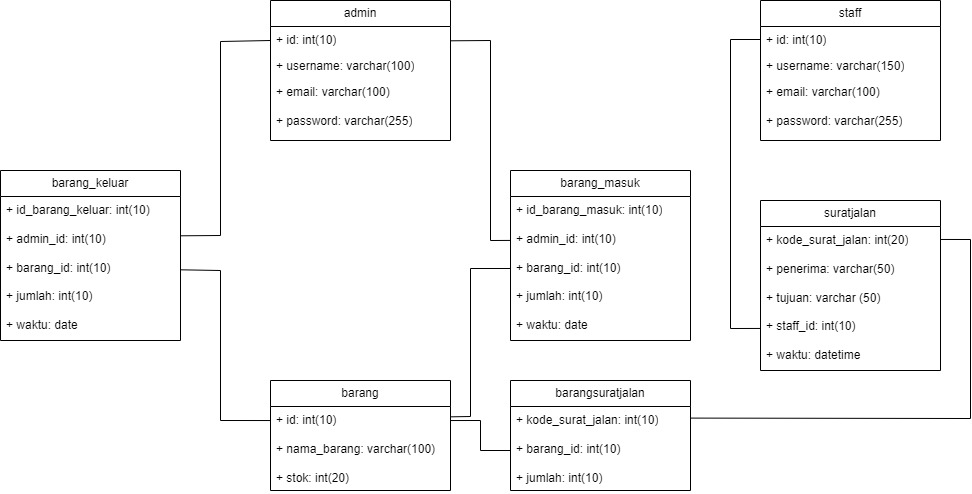 admin
+ id: int(10)
+ username: varchar(100)
+ email: varchar(100)
+ password: varchar(255)
staff
+ id: int(10)
+ username: varchar(150)
+ email: varchar(100)
+ password: varchar(255)
barang_keluar
+ id_barang_keluar: int(10)
+ admin_id: int(10)
+ barang_id: int(10)
+ jumlah: int(10)
+ waktu: date
barang_masuk
+ id_barang_masuk: int(10)
+ admin_id: int(10)
+ barang_id: int(10)
+ jumlah: int(10)
+ waktu: date
suratjalan
+ kode_surat_jalan: int(20)
+ penerima: varchar(50)
+ tujuan: varchar (50)
+ staff_id: int(10)
+ waktu: datetime
barang
+ id: int(10)
+ nama_barang: varchar(100)
+ stok: int(20)
barangsuratjalan
+ kode_surat_jalan: int(10)
+ barang_id: int(10)
+ jumlah: int(10)